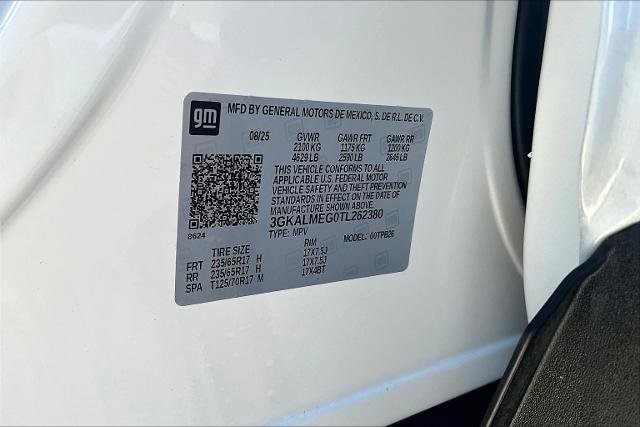 gm MFD BY GENERAL MOTORS DE MEXICO, S. DE R.L. DE C.V.
08/25 GVWR GAWR FRT GAWR RR
2100 KG 1175 KG 1200 KG
4629 LB 2590 LB 2645 LB
THIS VEHICLE CONFORMS TO ALL
APPLICABLE U.S. FEDERAL MOTOR
VEHICLE SAFETY AND THEFT PREVENTION
STANDARDS IN EFFECT ON THE DATE OF
MANUFACTURE SHOWN ABOVE.
3GKALMEG0TL262380
8624 TYPE: MPV MODEL: 00TPB26
TIRE SIZE RIM
FRT 235/65R17 H 17X7.5J
RR 235/65R17 H 17X7.5J
SPA T125/70R17 M 17X4BT